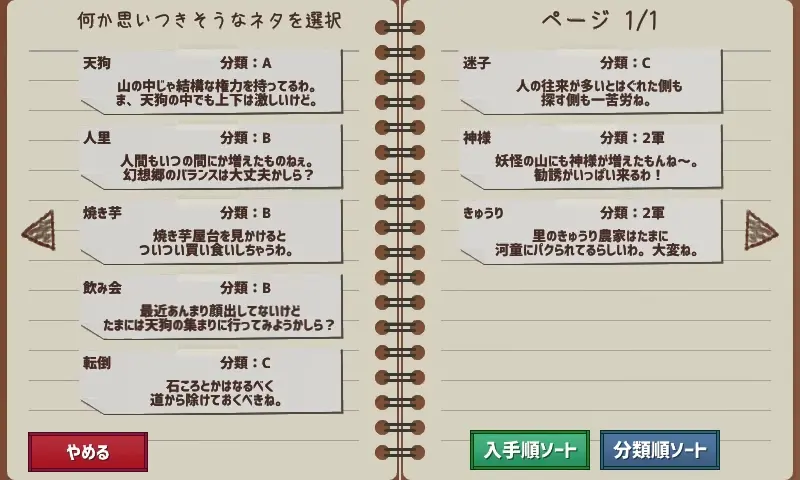 何か思いつきそうなネタを選択
天狗 分類：A
山の中じゃ結構な権力を持ってるわ。
ま、天狗の中でも上下は激しいけど。
人里 分類：B
人間もいつの間にか増えたものねぇ。
幻想郷のバランスは大丈夫かしら？
焼き芋 分類：B
焼き芋屋台を見かけると
ついつい買い食いしちゃうわ。
飲み会 分類：B
最近あんまり顔出してないけど
たまには天狗の集まりに行ってみようかしら？
転倒 分類：C
石ころとかはなるべく
道から除けておくべきね。
やめる
ページ 1/1
迷子 分類：C
人の往来が多いとはぐれた側も
探す側も一苦労ね。
神様 分類：2軍
妖怪の山にも神様が増えたもんね～。
勧誘がいっぱい来るわ！
きゅうり 分類：2軍
里のきゅうり農家はたまに
河童にパクられてるらしいわ。大変ね。
入手順ソート 分類順ソート